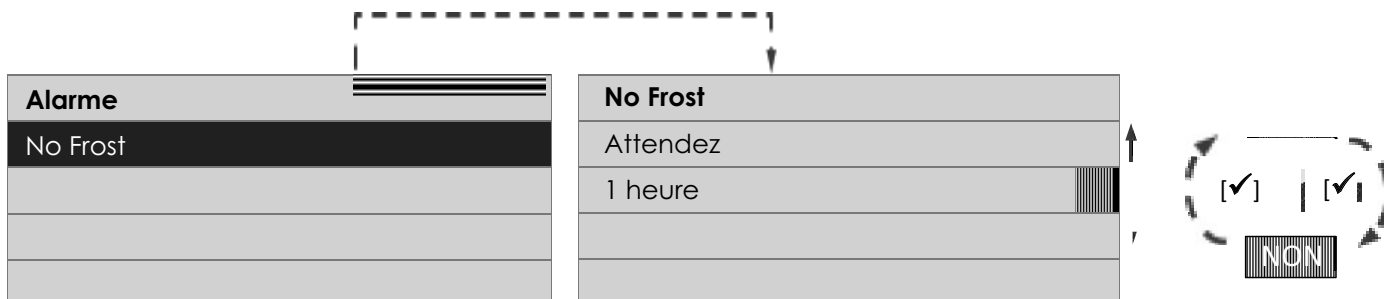 Alarme
No Frost
No Frost
Attendez
1 heure
[✓] [✓
NON